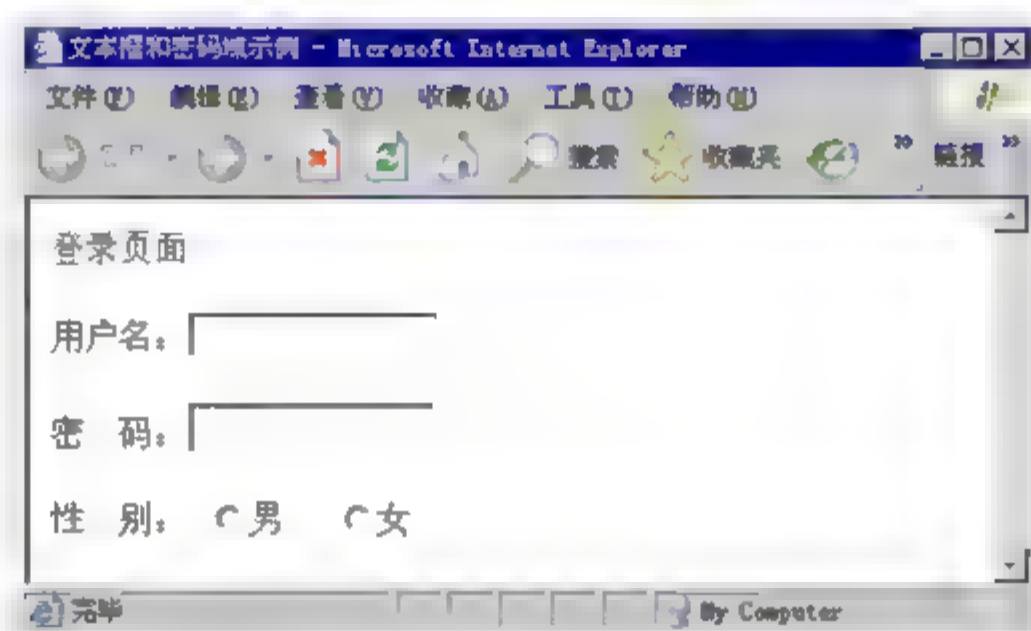 文本框和密码域示例 - Microsoft Internet Explorer
文件(F) 编辑(E) 查看(V) 收藏(A) 工具(T) 帮助(H)
搜索 收藏夹 » 链接 »
登录页面
用户名:
密 码:
性 别: 男 女
完毕 My Computer